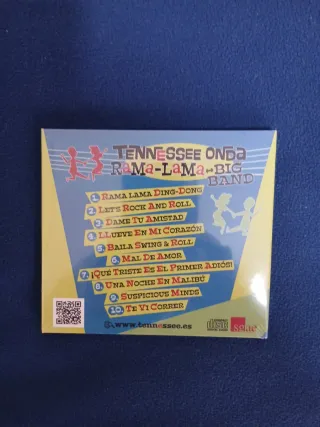 TENNESSEE ONDA
RaMa-LaMa BIG
BAND
1. RAMA LAMA DING-DONG
2. LET'S ROCK AND ROLL
3. DAME TU AMISTAD
4. LLUEVE EN MI CORAZÓN
5. BAILA SWING & ROLL
6. MAL DE AMOR
7. ¡QUE TRISTE ES EL PRIMER ADIÓS!
8. UNA NOCHE EN MALIBÚ
9. SUSPICIOUS MINDS
10. TE VI CORRER
www.tennessee.es
sgae